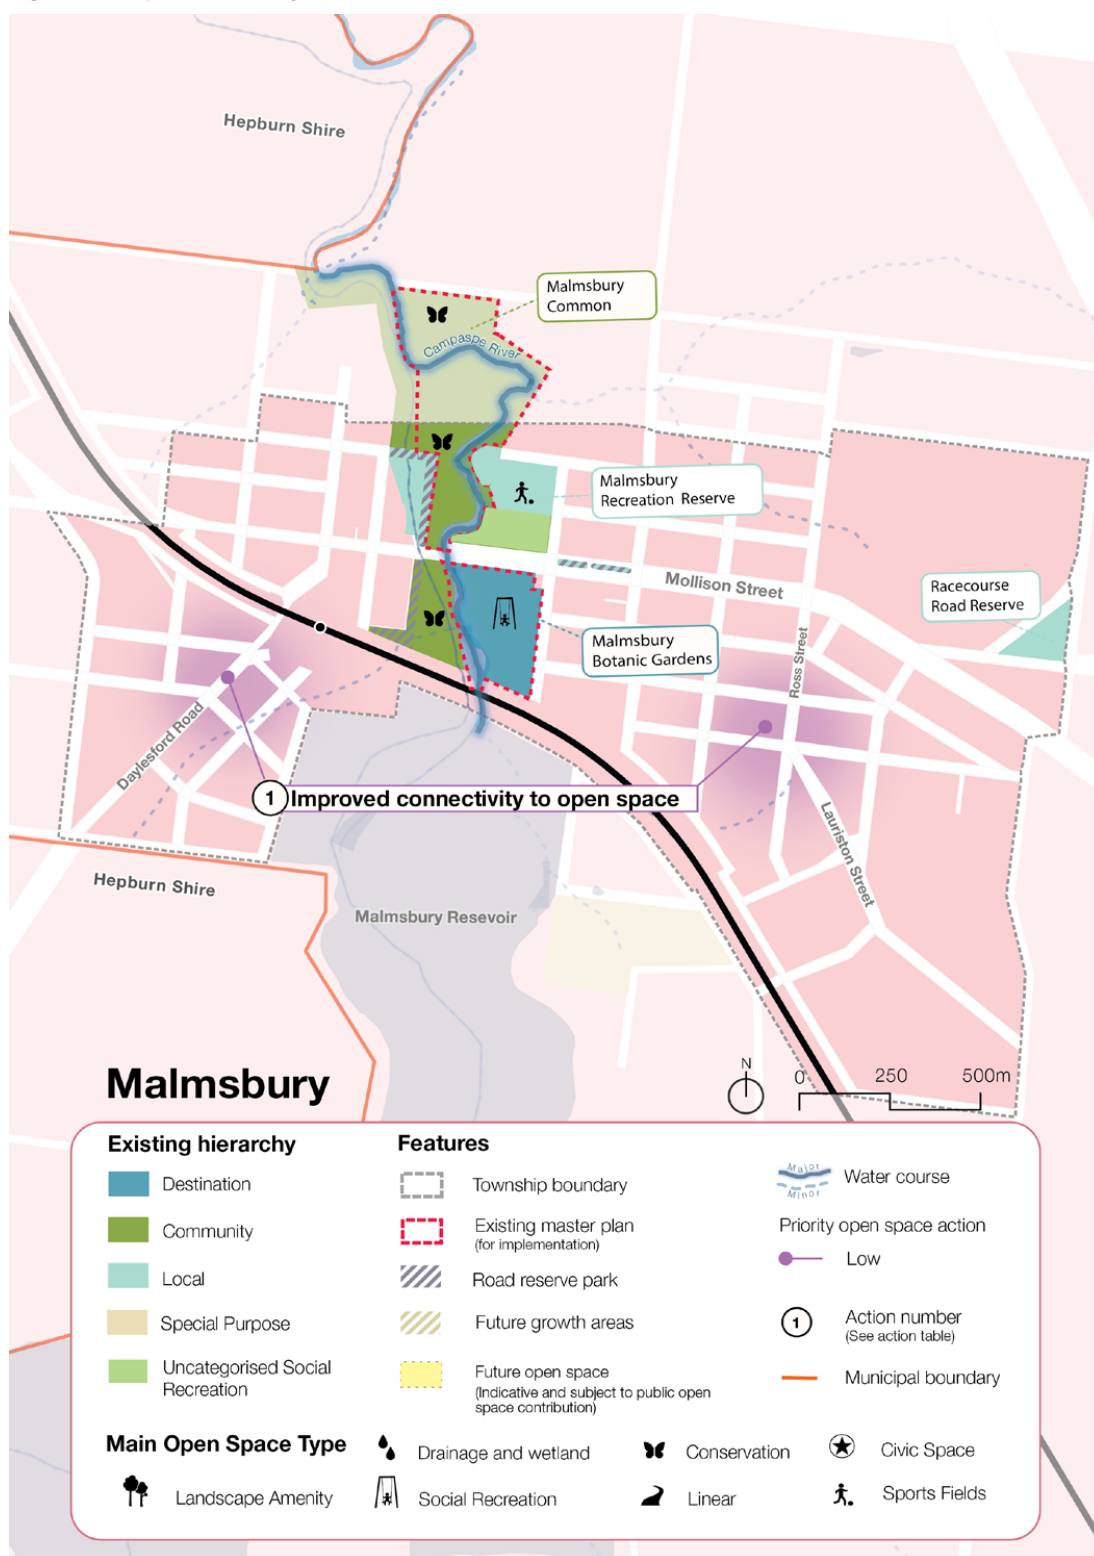 Hepburn Shire
Malmsbury
Common
Campaspe River
Malmsbury
Recreation Reserve
Mollison Street
Racecourse
Road Reserve
Malmsbury
Botanic Gardens
Ross Street
Daylesford Road
1 Improved connectivity to open space
Lauriston Street
Hepburn Shire
Malmsbury Resevoir
Malmsbury
N
0 250 500m
Existing hierarchy
Destination
Community
Local
Special Purpose
Uncategorised Social
Recreation
Features
Township boundary
Existing master plan
(for implementation)
Road reserve park
Future growth areas
Future open space
(Indicative and subject to public open
space contribution)
Major
Minor
Water course
Priority open space action
Low
1 Action number
(See action table)
Municipal boundary
Main Open Space Type
Drainage and wetland
Conservation
Civic Space
Landscape Amenity
Social Recreation
Linear
Sports Fields